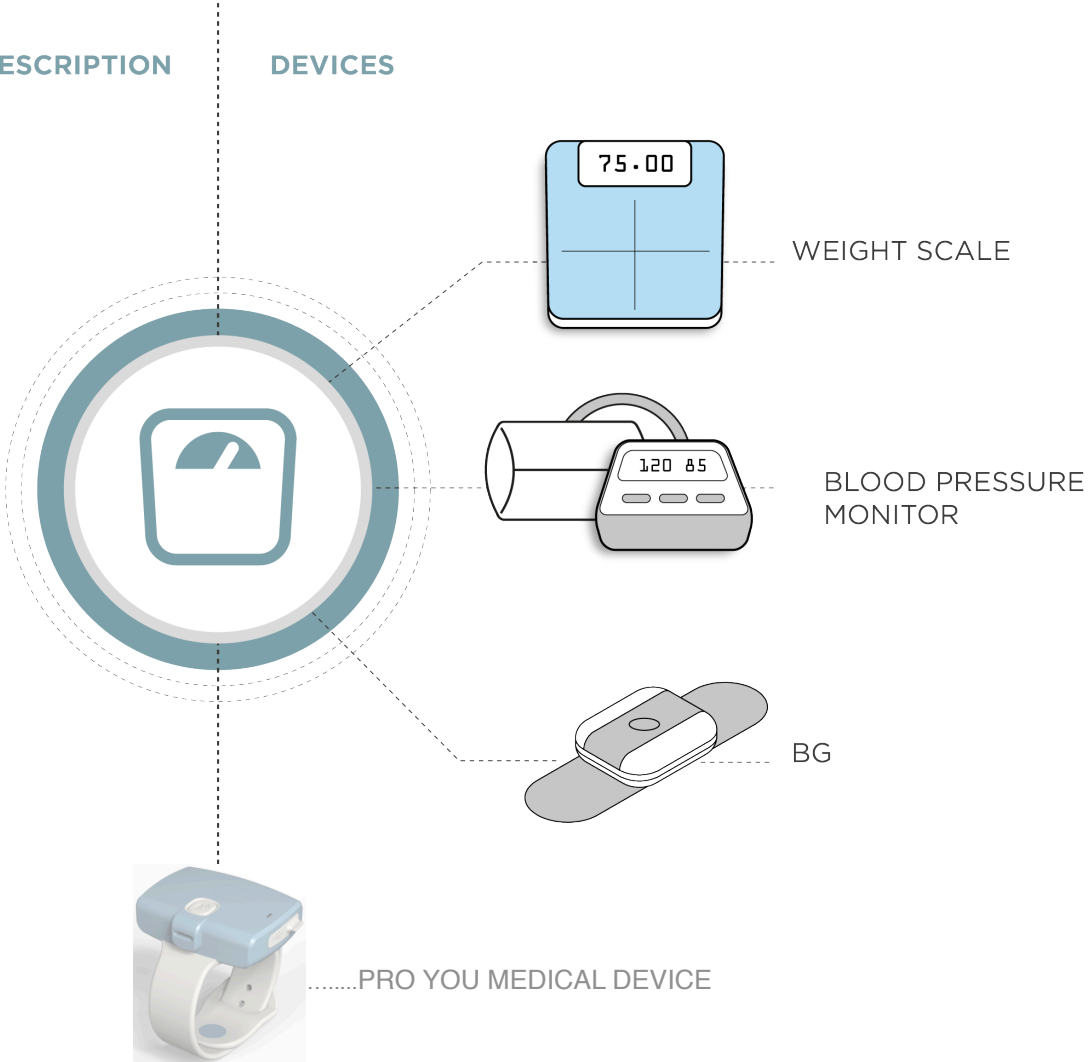 ESCRIPTION
DEVICES
75.00
WEIGHT SCALE
120 85
BLOOD PRESSURE
MONITOR
BG
........PRO YOU MEDICAL DEVICE